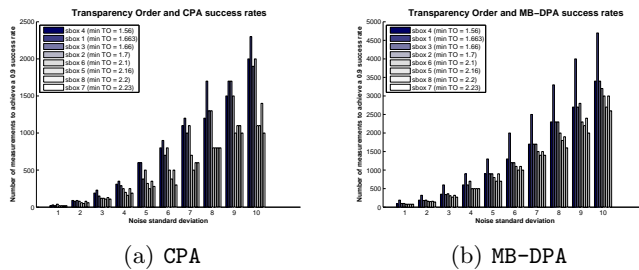 Transparency Order and CPA success rates
Number of measurements to achieve a 0.9 success rate
2500
2000
1500
1000
500
0
sbox 4 (min TO = 1.56)
sbox 1 (min TO = 1.663)
sbox 3 (min TO = 1.66)
sbox 2 (min TO = 1.7)
sbox 6 (min TO = 2.1)
sbox 5 (min TO = 2.16)
sbox 8 (min TO = 2.2)
sbox 7 (min TO = 2.23)
1 2 3 4 5 6 7 8 9 10
Noise standard deviation
(a) CPA
Transparency Order and MB-DPA success rates
Number of measurements to achieve a 0.9 success rate
5000
4500
4000
3500
3000
2500
2000
1500
1000
500
0
sbox 4 (min TO = 1.56)
sbox 1 (min TO = 1.663)
sbox 3 (min TO = 1.66)
sbox 2 (min TO = 1.7)
sbox 6 (min TO = 2.1)
sbox 5 (min TO = 2.16)
sbox 8 (min TO = 2.2)
sbox 7 (min TO = 2.23)
1 2 3 4 5 6 7 8 9 10
Noise standard deviation
(b) MB-DPA